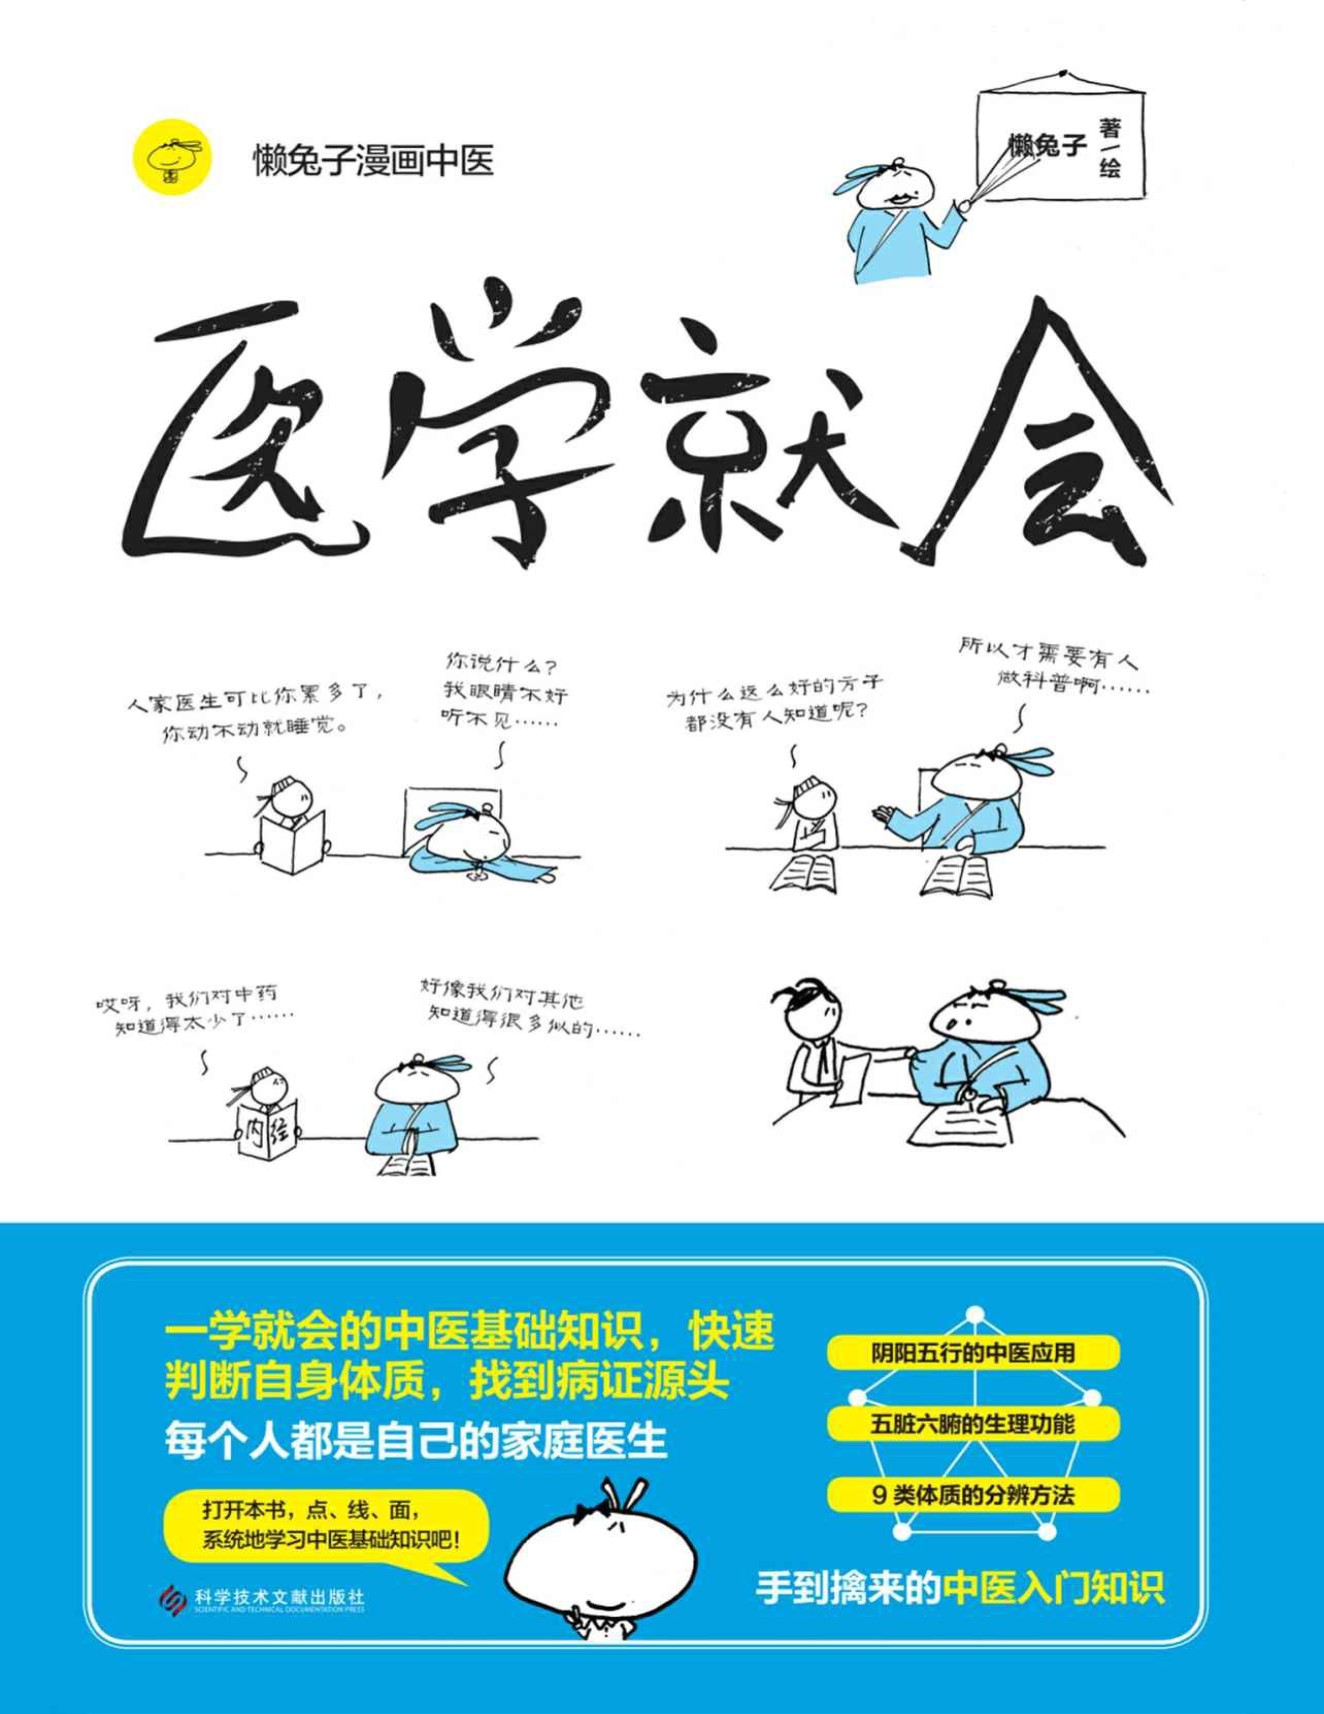 懒兔子漫画中医
懒兔子 著/绘
医学就会
人家医生可比你累多了，
你动不动就睡觉。
你说什么？
我眼睛不好
听不见……
为什么这么好的方子
都没有人知道呢？
所以才需要有人
做科普啊……
哎呀，我们对中药
知道得太少了……
内经
好像我们对其他
知道得很多似的……
一学就会的中医基础知识，快速
判断自身体质，找到病证源头
每个人都是自己的家庭医生
打开本书，点、线、面，
系统地学习中医基础知识吧！
科学技术文献出版社
SCIENTIFIC AND TECHNICAL DOCUMENTATION PRESS
阴阳五行的中医应用
五脏六腑的生理功能
9 类体质的分辨方法
手到擒来的中医入门知识